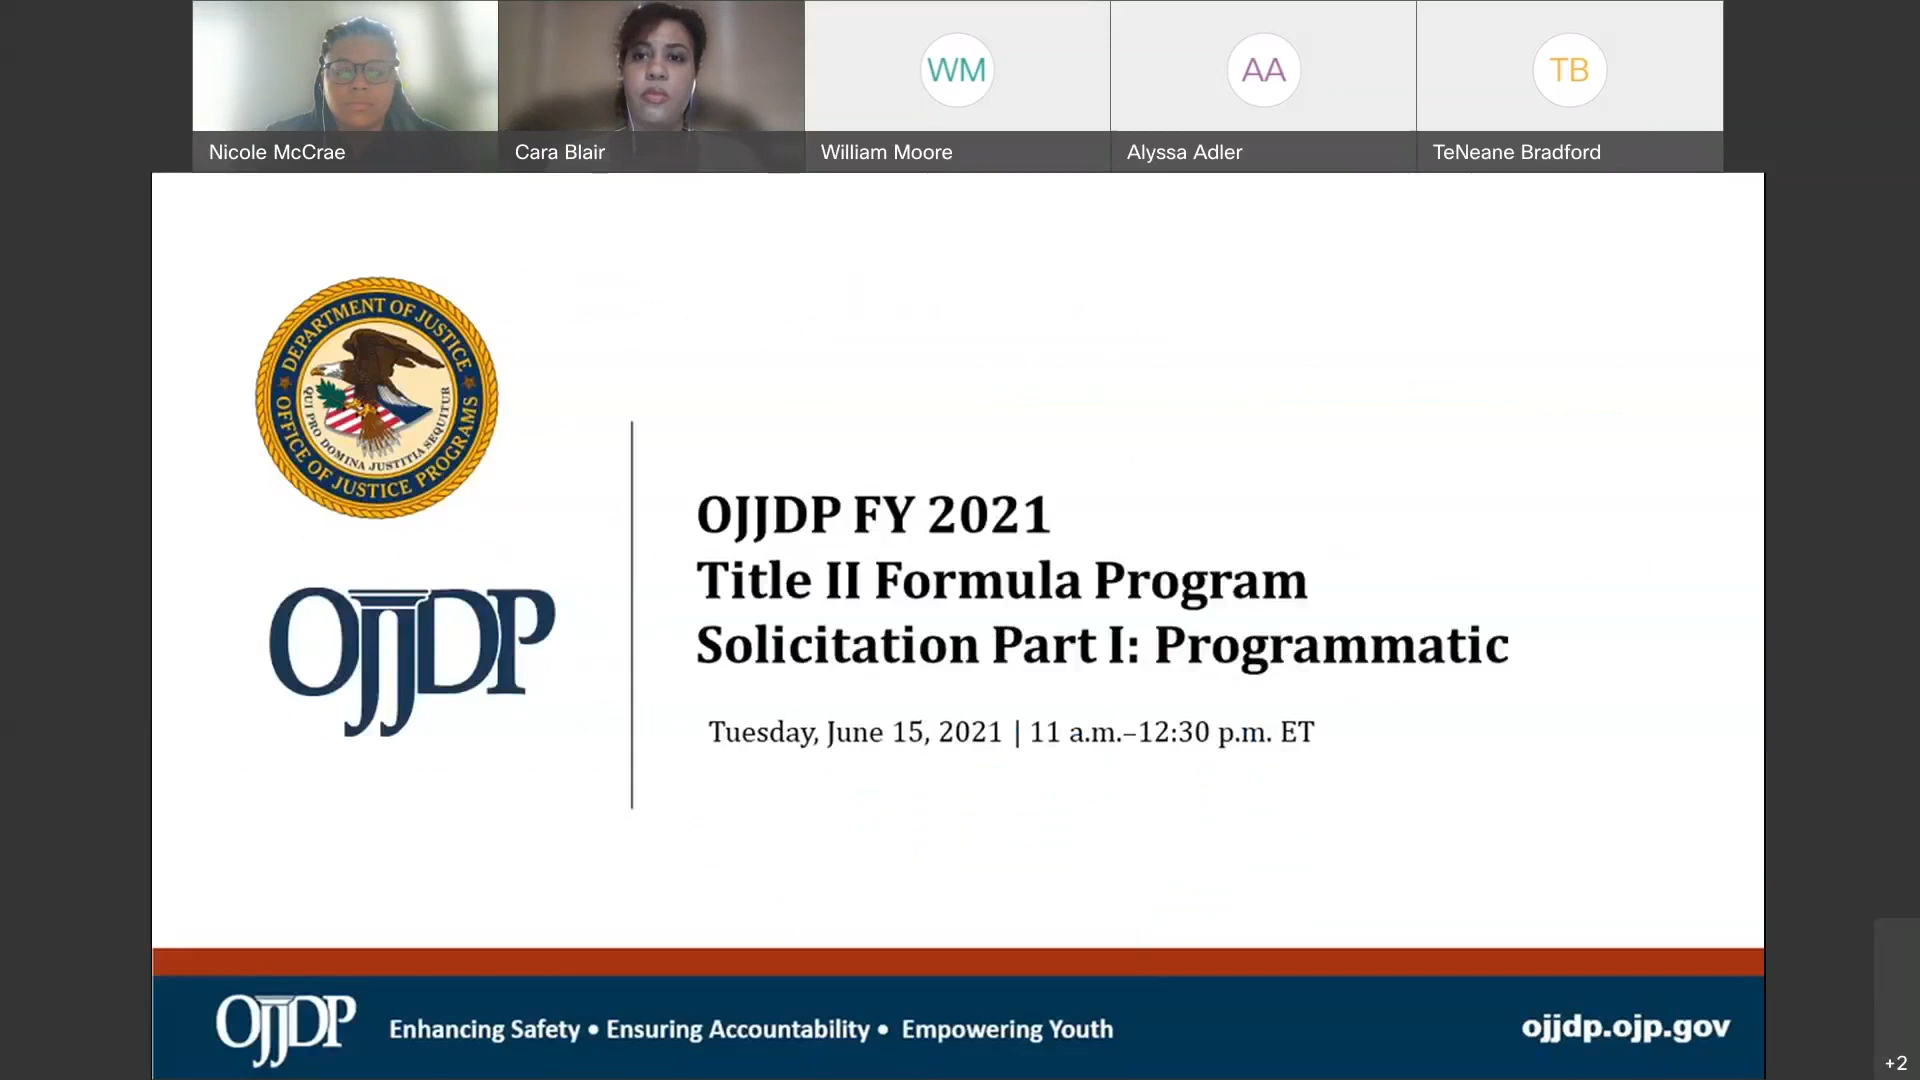 WM
AA
TB
Nicole McCrae
Cara Blair
William Moore
Alyssa Adler
TeNeane Bradford
DEPARTMENT OF JUSTICE
QUI PRO DOMINA JUSTITIA SEQUITUR
OFFICE OF JUSTICE PROGRAMS
OJJDP
OJJDP FY 2021
Title II Formula Program
Solicitation Part I: Programmatic
Tuesday, June 15, 2021 | 11 a.m.–12:30 p.m. ET
OJJDP
Enhancing Safety • Ensuring Accountability • Empowering Youth
ojjdp.ojp.gov
+2